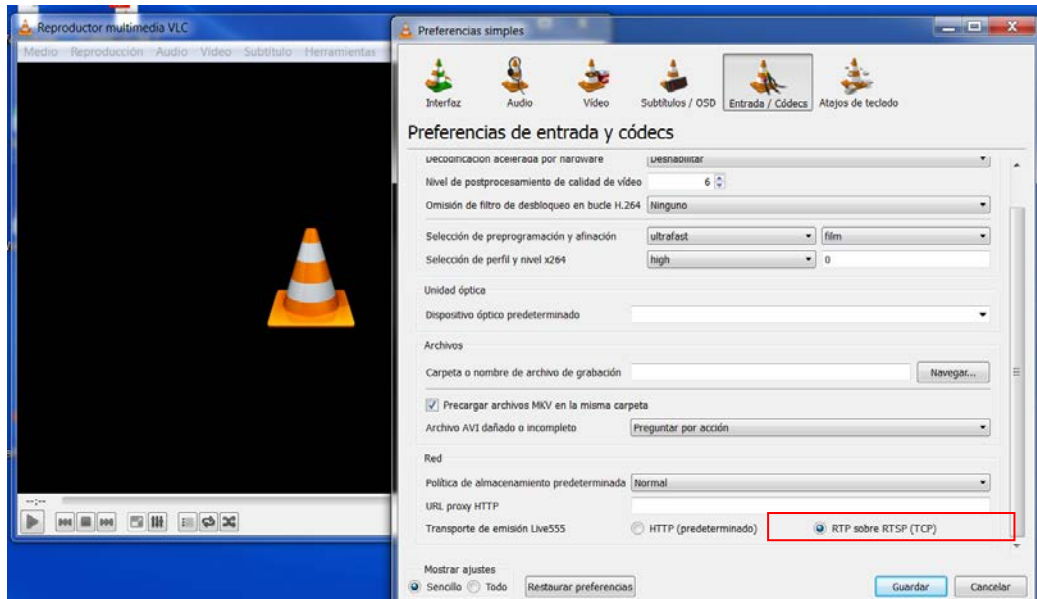 Reproductor multimedia VLC
Medio Reproducción Audio Vídeo Subtítulo Herramientas
--:--
Preferencias simples
Interfaz Audio Vídeo Subtítulos / OSD Entrada / Códecs Atajos de teclado
Preferencias de entrada y códecs
Decodificación acelerada por hardware Deshabilitar
Nivel de postprocesamiento de calidad de vídeo 6
Omisión de filtro de desbloqueo en bucle H.264 Ninguno
Selección de preprogramación y afinación ultrafast film
Selección de perfil y nivel x264 high 0
Unidad óptica
Dispositivo óptico predeterminado
Archivos
Carpeta o nombre de archivo de grabación Navegar...
Precargar archivos MKV en la misma carpeta
Archivo AVI dañado o incompleto Preguntar por acción
Red
Política de almacenamiento predeterminada Normal
URL proxy HTTP
Transporte de emisión Live555 HTTP (predeterminado) RTP sobre RTSP (TCP)
Mostrar ajustes
Sencillo Todo Restaurar preferencias Guardar Cancelar